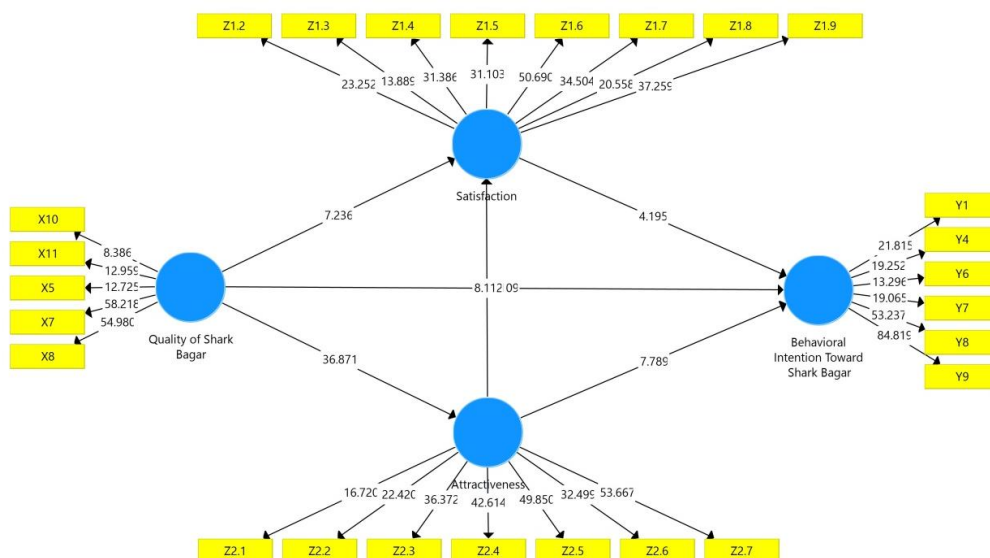 Z1.2 Z1.3 Z1.4 Z1.5 Z1.6 Z1.7 Z1.8 Z1.9
23.252 13.889 31.386 31.103 50.690 34.504 20.558 37.259
Satisfaction
X10
X11
X5
X7
X8
8.386
12.959
12.725
58.218
54.980
Quality of Shark
Bagar
7.236
4.195
8.112
36.871
7.789
Y1
Y4
Y6
Y7
Y8
Y9
21.815
19.252
13.296
19.065
53.237
84.819
Behavioral
Intention Toward
Shark Bagar
Attractiveness
16.720 22.420 36.372 42.614 49.850 32.499 53.667
Z2.1 Z2.2 Z2.3 Z2.4 Z2.5 Z2.6 Z2.7